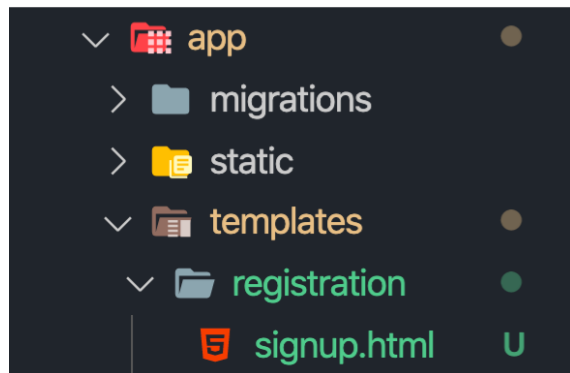 app
migrations
static
templates
registration
signup.html U